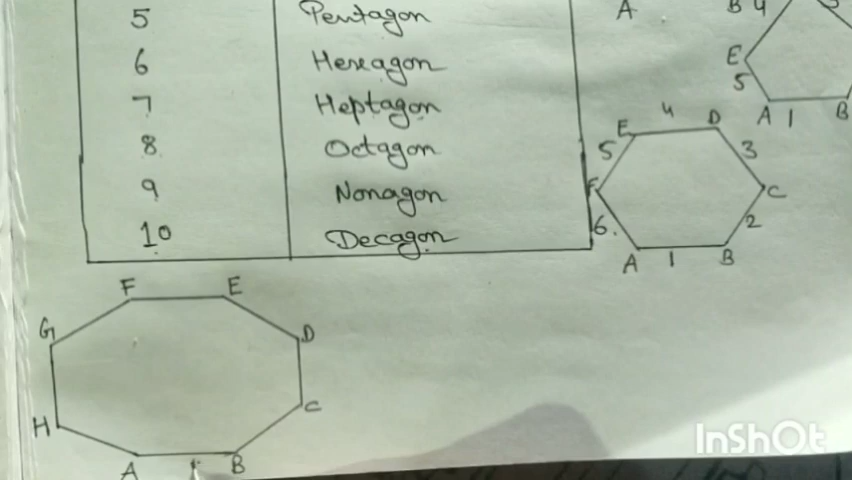 5 Pentagon
6 Hexagon
7 Heptagon
8 Octagon
9 Nonagon
10 Decagon
A B 4
E
5
A 1 B
E 4 D
5 3
F C
6. 2
A 1 B
F E
G D
H C
A 1 B
InShOt